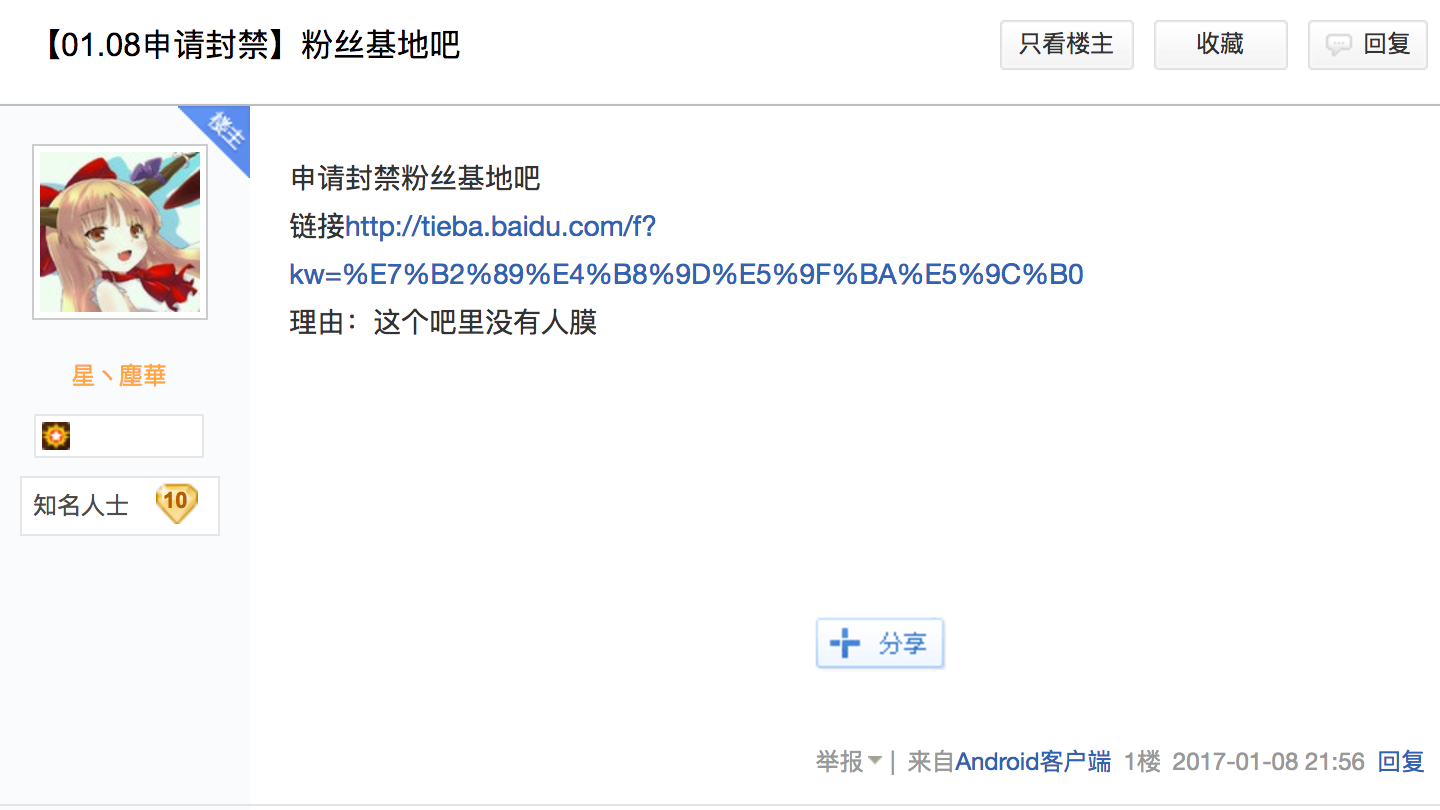 【01.08申请封禁】粉丝基地吧
只看楼主
收藏
回复
楼主
申请封禁粉丝基地吧
链接http://tieba.baidu.com/f?
kw=%E7%B2%89%E4%B8%9D%E5%9F%BA%E5%9C%B0
理由：这个吧里没有人膜
星丶塵華
知名人士 10
分享
举报 | 来自Android客户端 1楼 2017-01-08 21:56 回复